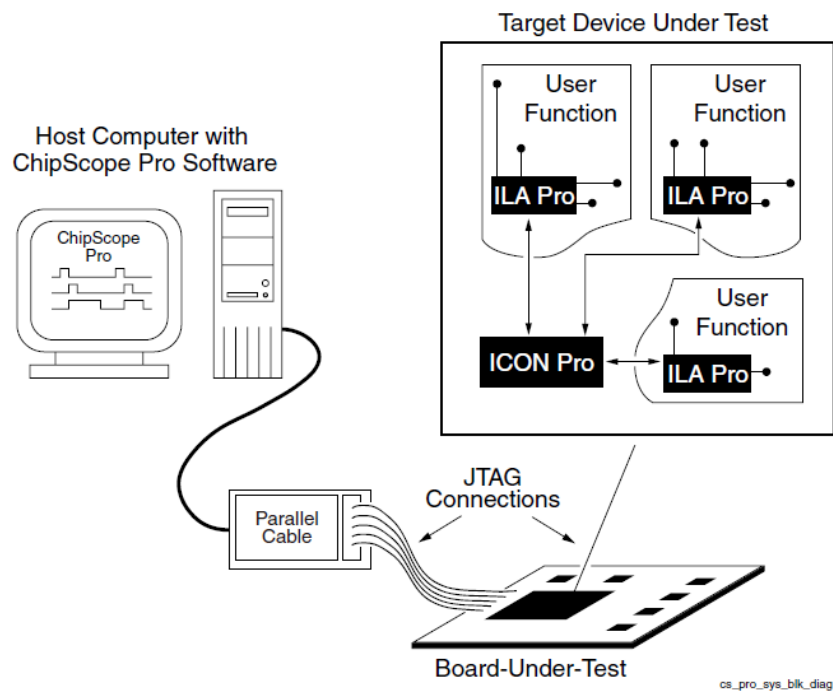 Target Device Under Test
User
Function
ILA Pro
User
Function
ILA Pro
User
Function
ILA Pro
ICON Pro
Host Computer with
ChipScope Pro Software
ChipScope
Pro
Parallel
Cable
JTAG
Connections
Board-Under-Test
cs_pro_sys_blk_diag